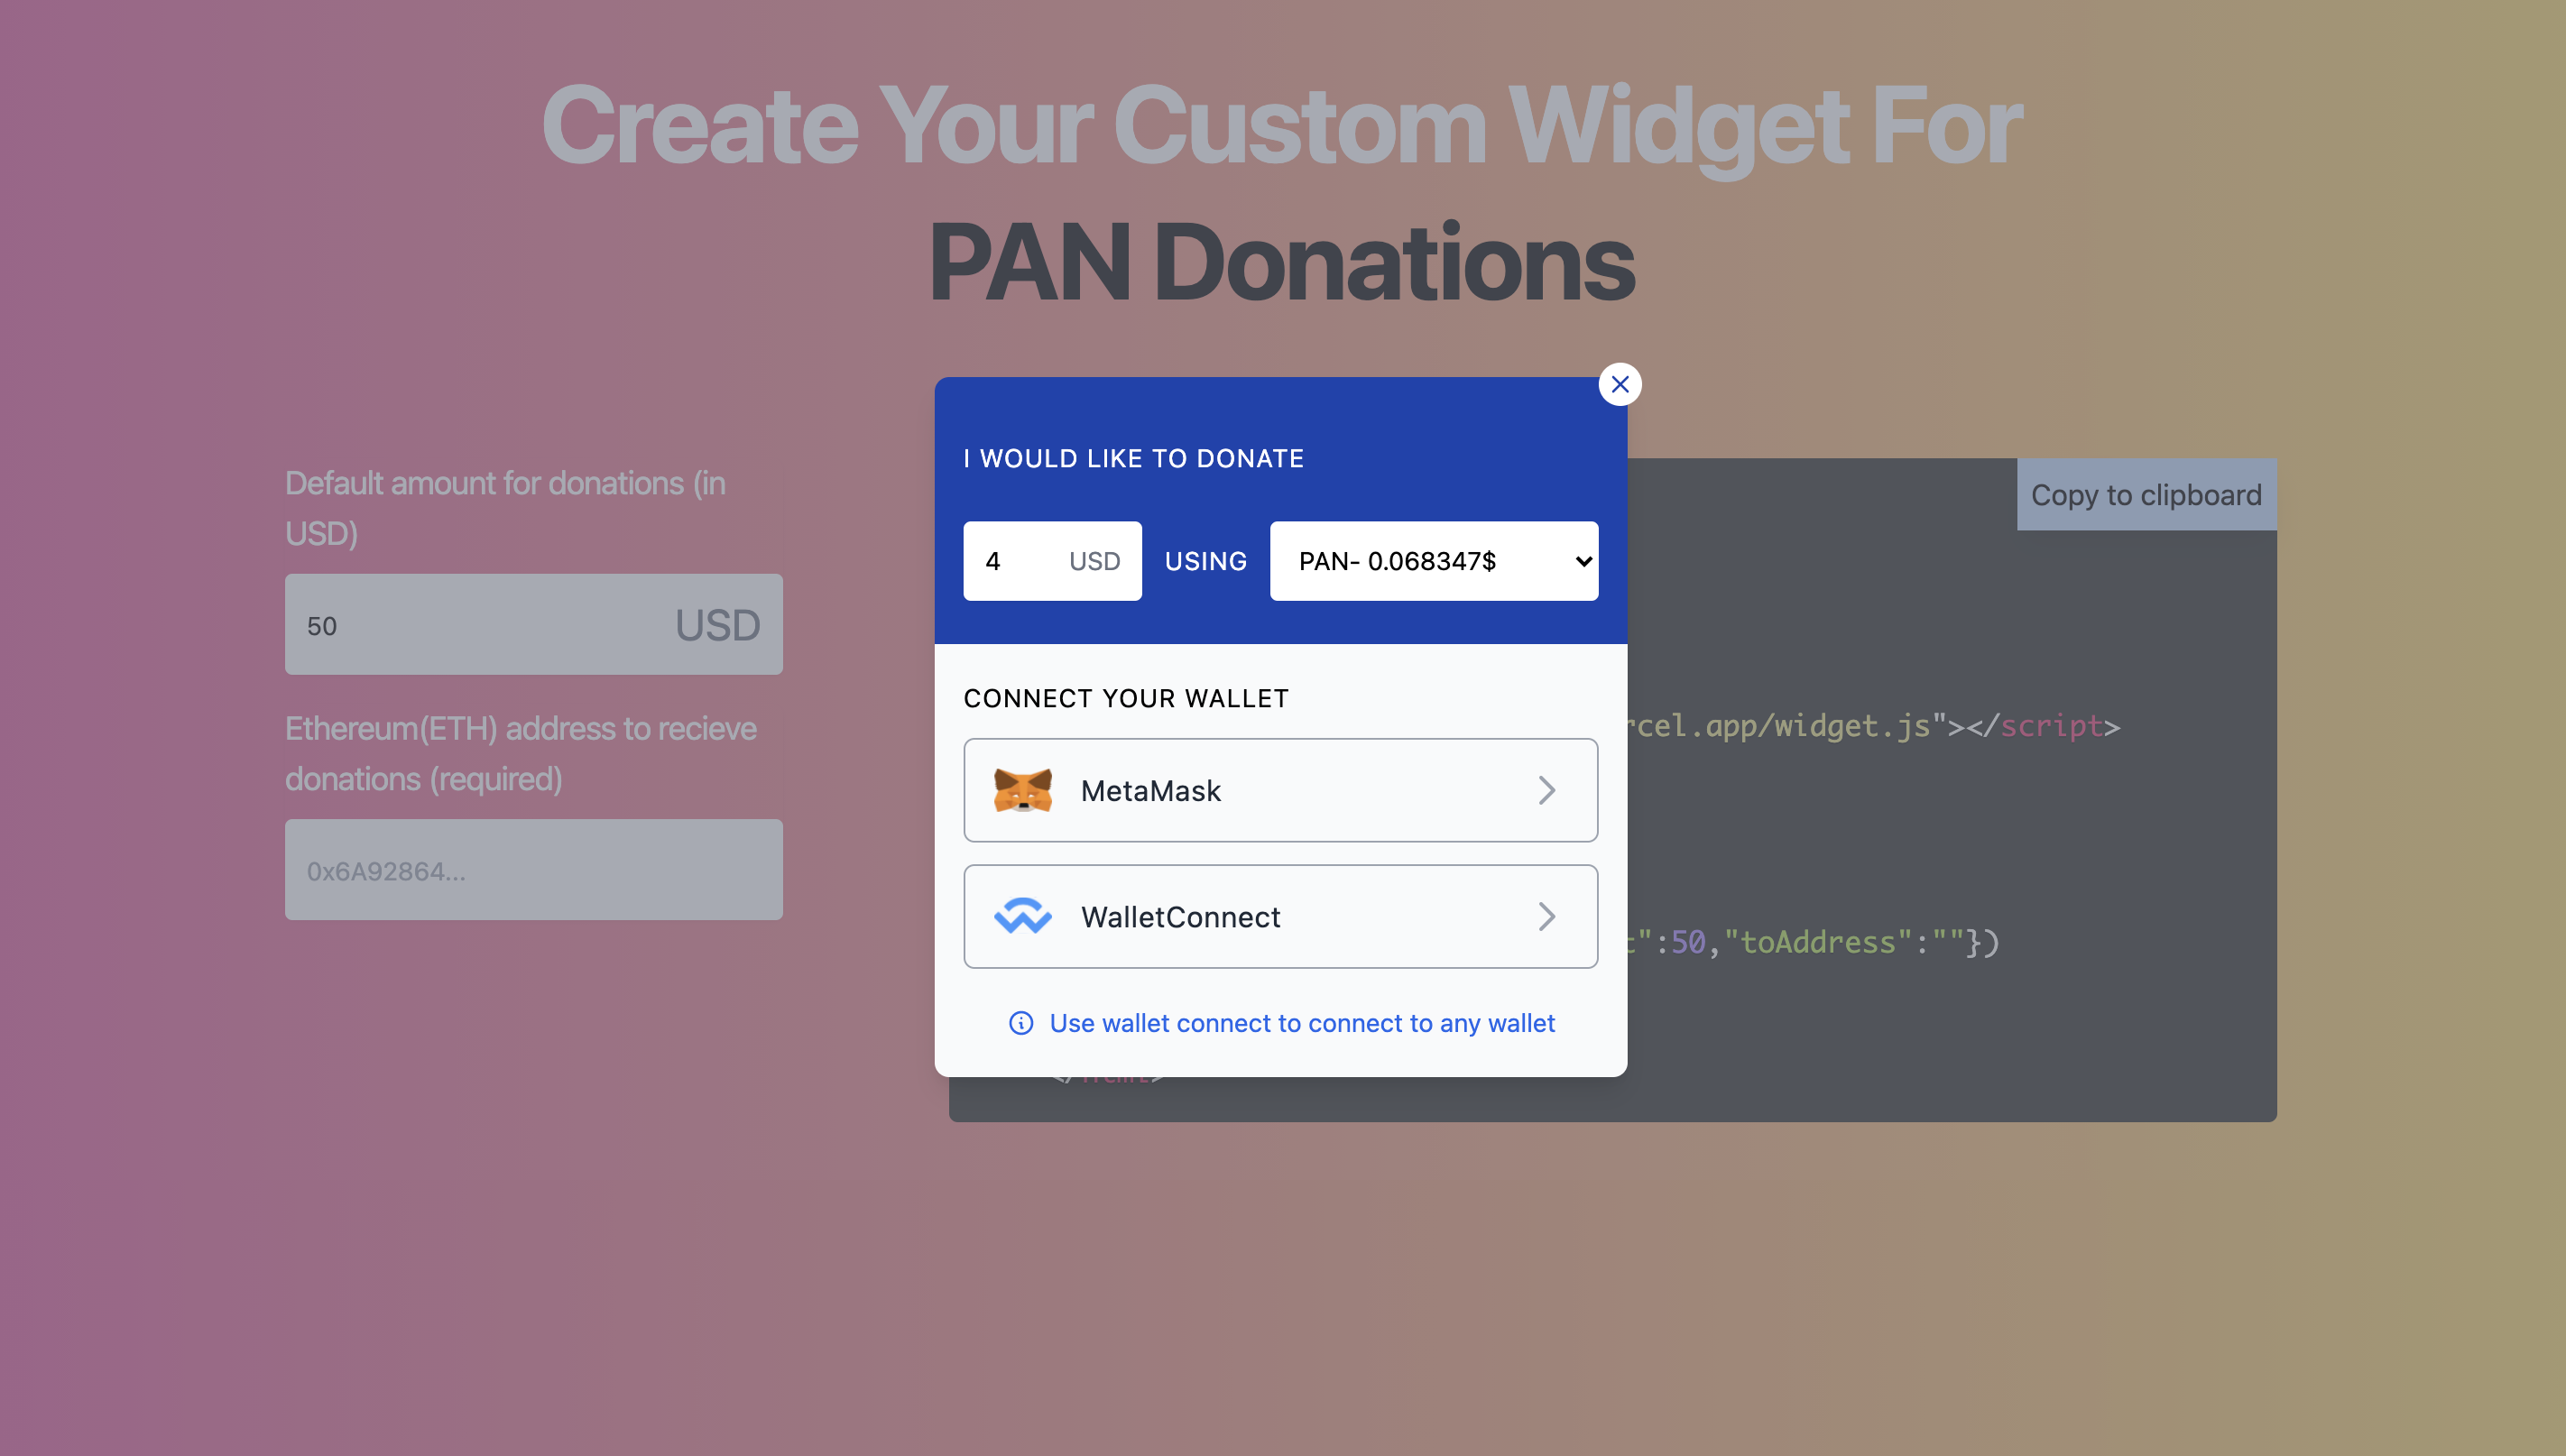 Create Your Custom Widget For
PAN Donations
I WOULD LIKE TO DONATE
4 USD USING PAN- 0.068347$
CONNECT YOUR WALLET
MetaMask
WalletConnect
Use wallet connect to connect to any wallet
Default amount for donations (in
USD)
50 USD
Ethereum(ETH) address to recieve
donations (required)
0x6A92864...
Copy to clipboard
rcel.app/widget.js"></script>
":50,"toAddress":""})